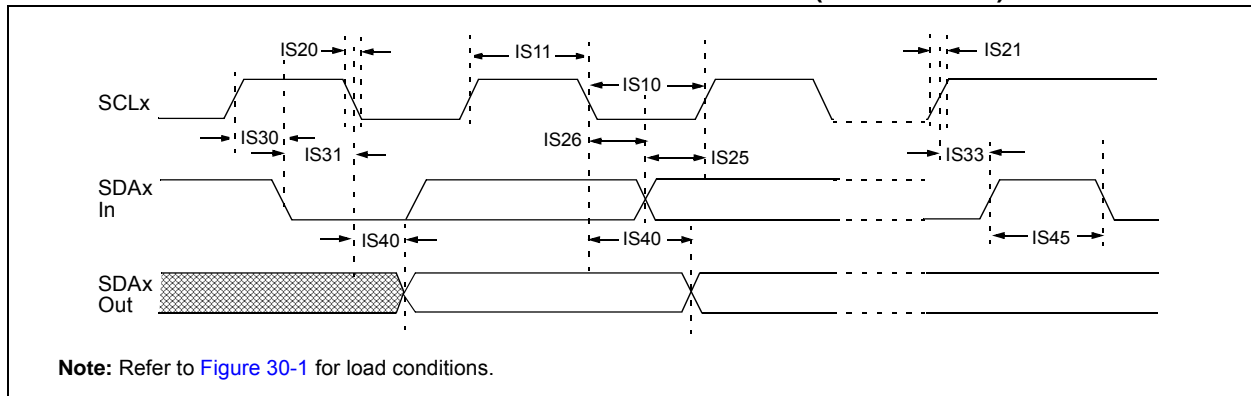 IS20
IS11
IS21
IS10
SCLx
IS30
IS26
IS31
IS25
IS33
SDAx
In
IS40
IS40
IS45
SDAx
Out
Note: Refer to Figure 30-1 for load conditions.